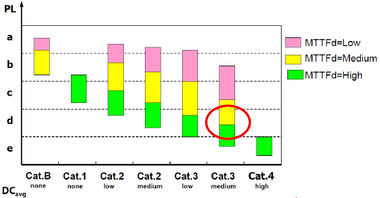 PL
MTTFd=Low
a
MTTFd=Medium
b
MTTFd=High
c
d
e
Cat.B Cat.1 Cat.2 Cat.2 Cat.3 Cat.3 Cat.4
none none low medium low medium high
DCavg